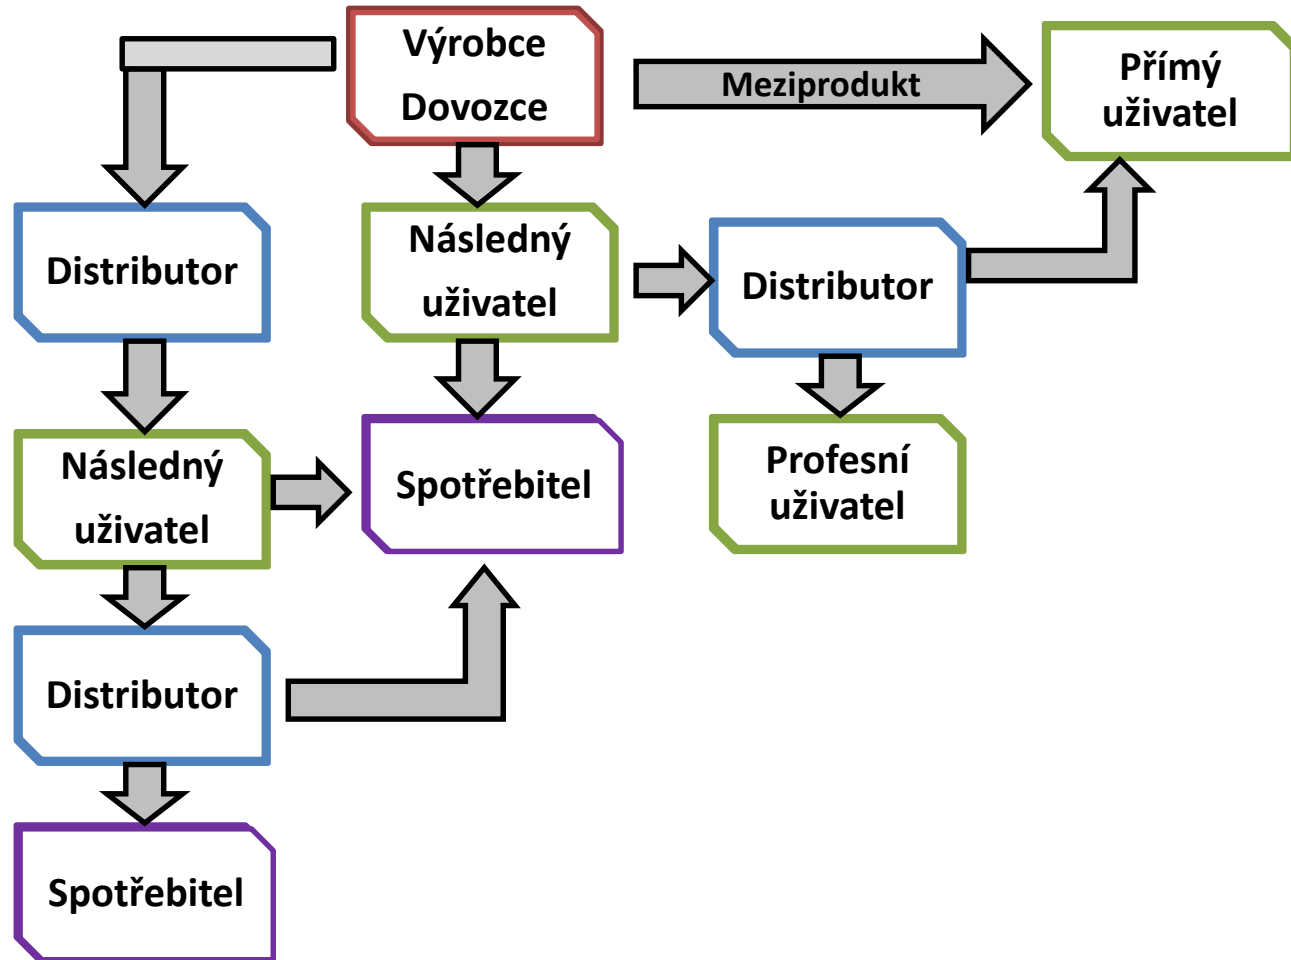 Výrobce
Dovozce
Meziprodukt
Přímý
uživatel
Distributor
Následný
uživatel
Distributor
Následný
uživatel
Spotřebitel
Profesní
uživatel
Distributor
Spotřebitel